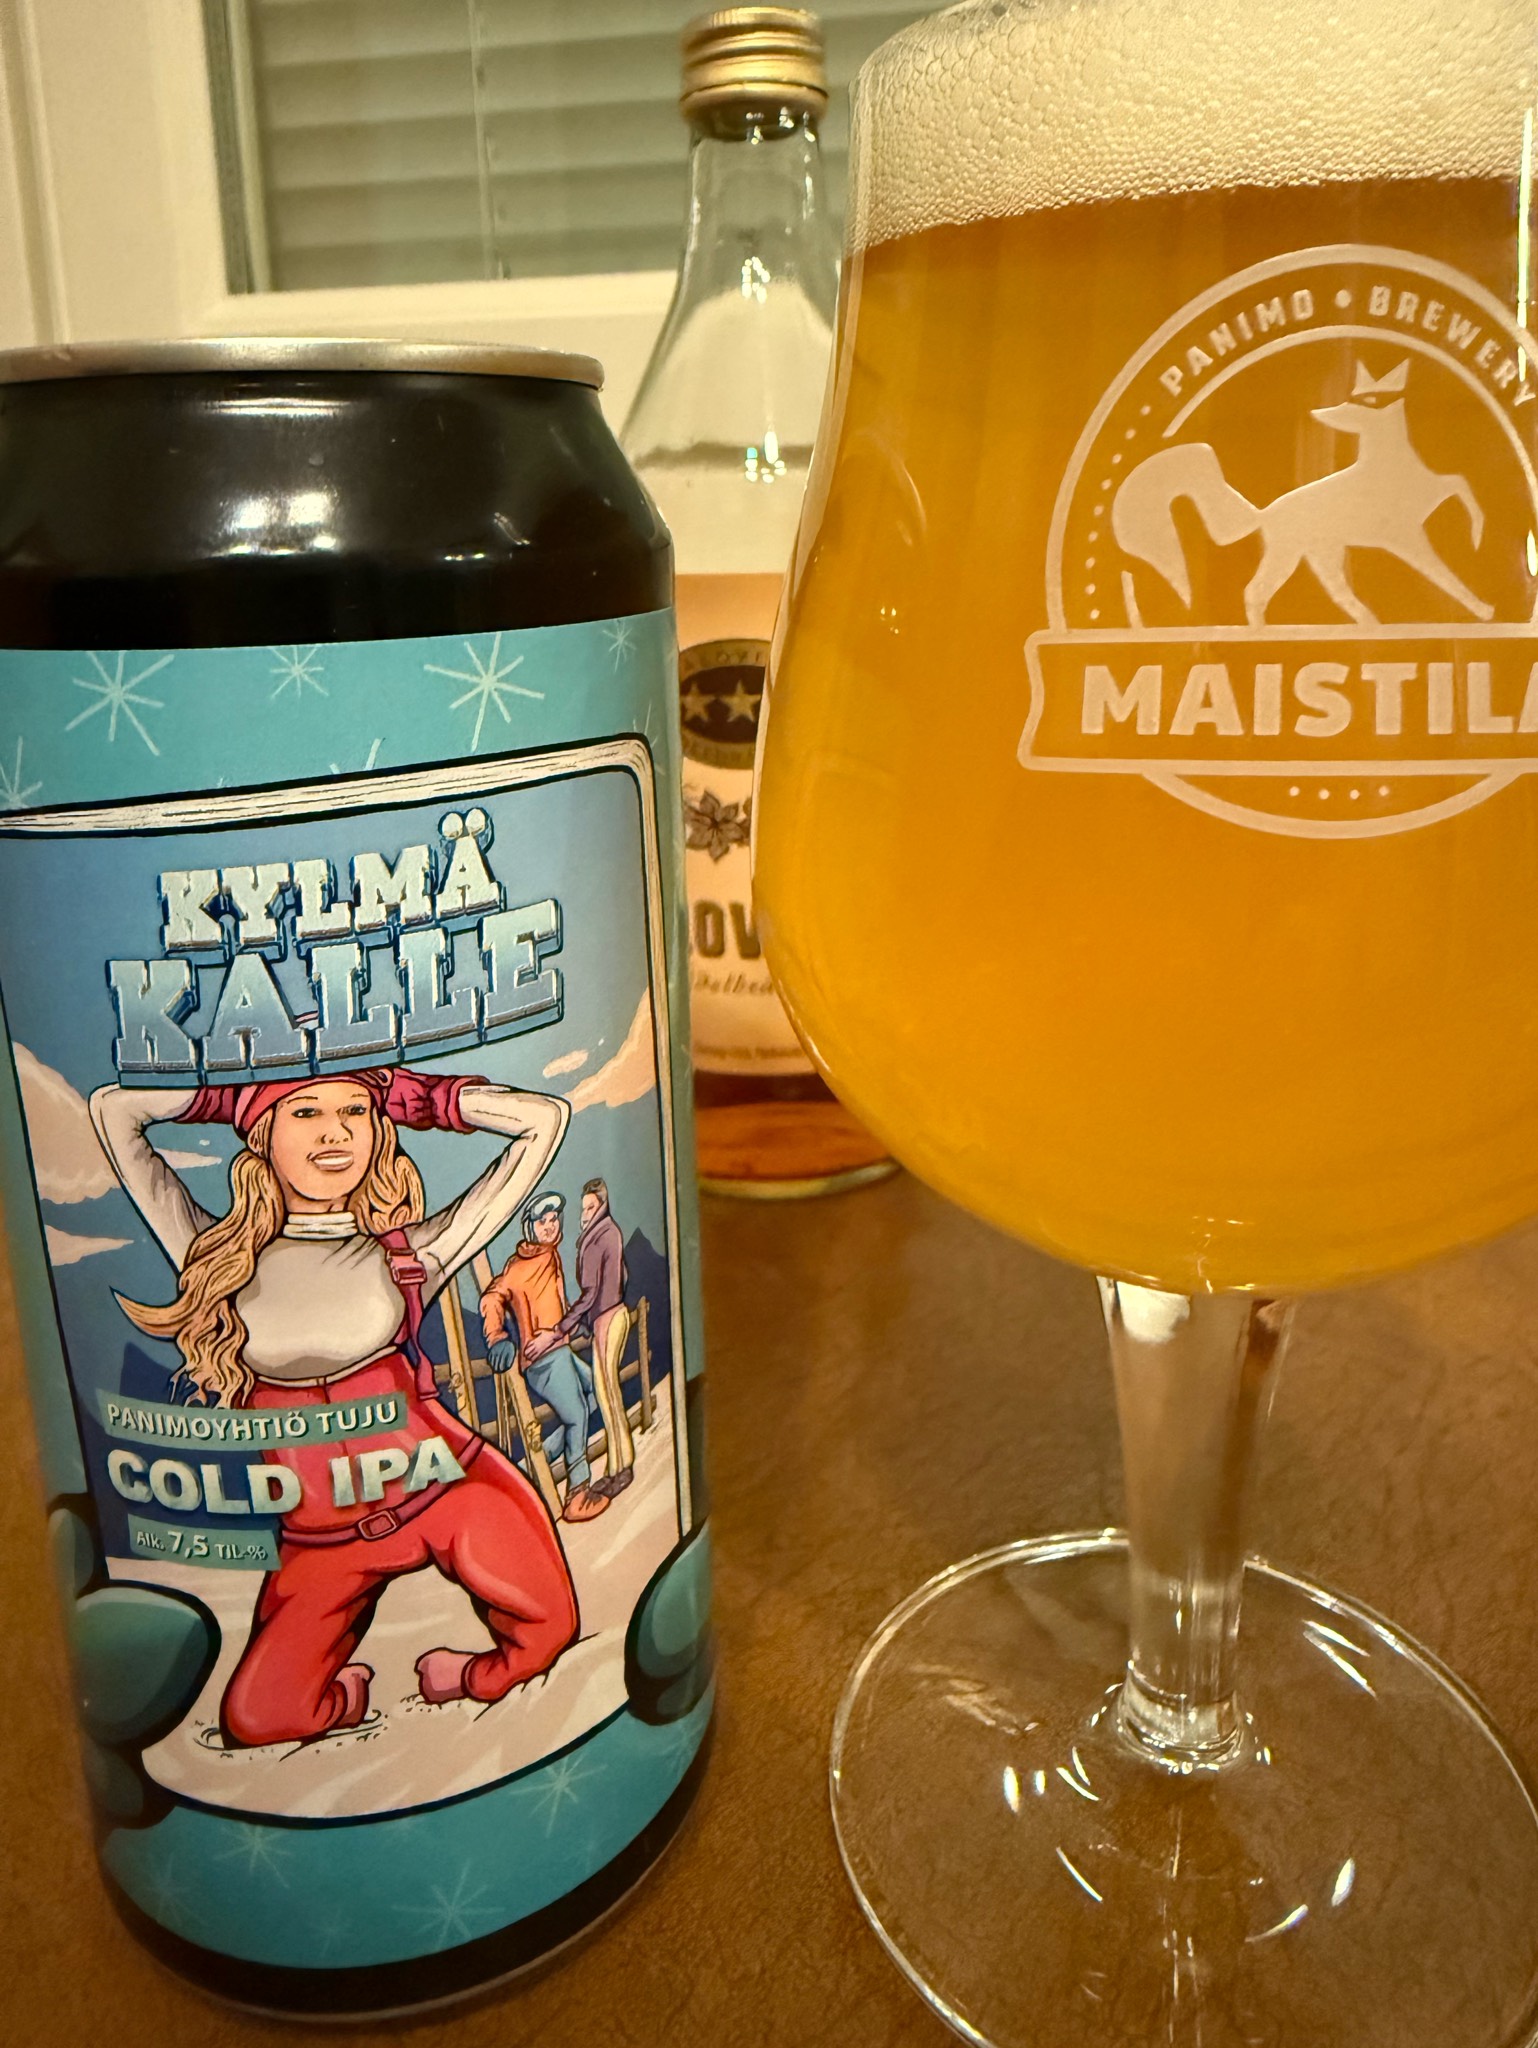 KYLMÄ
KALLE
PANIMOYHTIÖ TUJU
COLD IPA
Alk. 7,5 TIL-%
PANIMO • BREWERY
MAISTILA